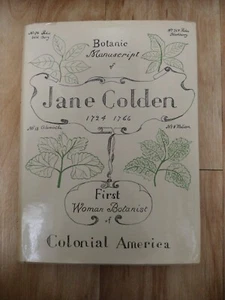 Botanic
Manuscript
of
Jane Colden
1724 1766
First
Woman Botanist
of
Colonial America